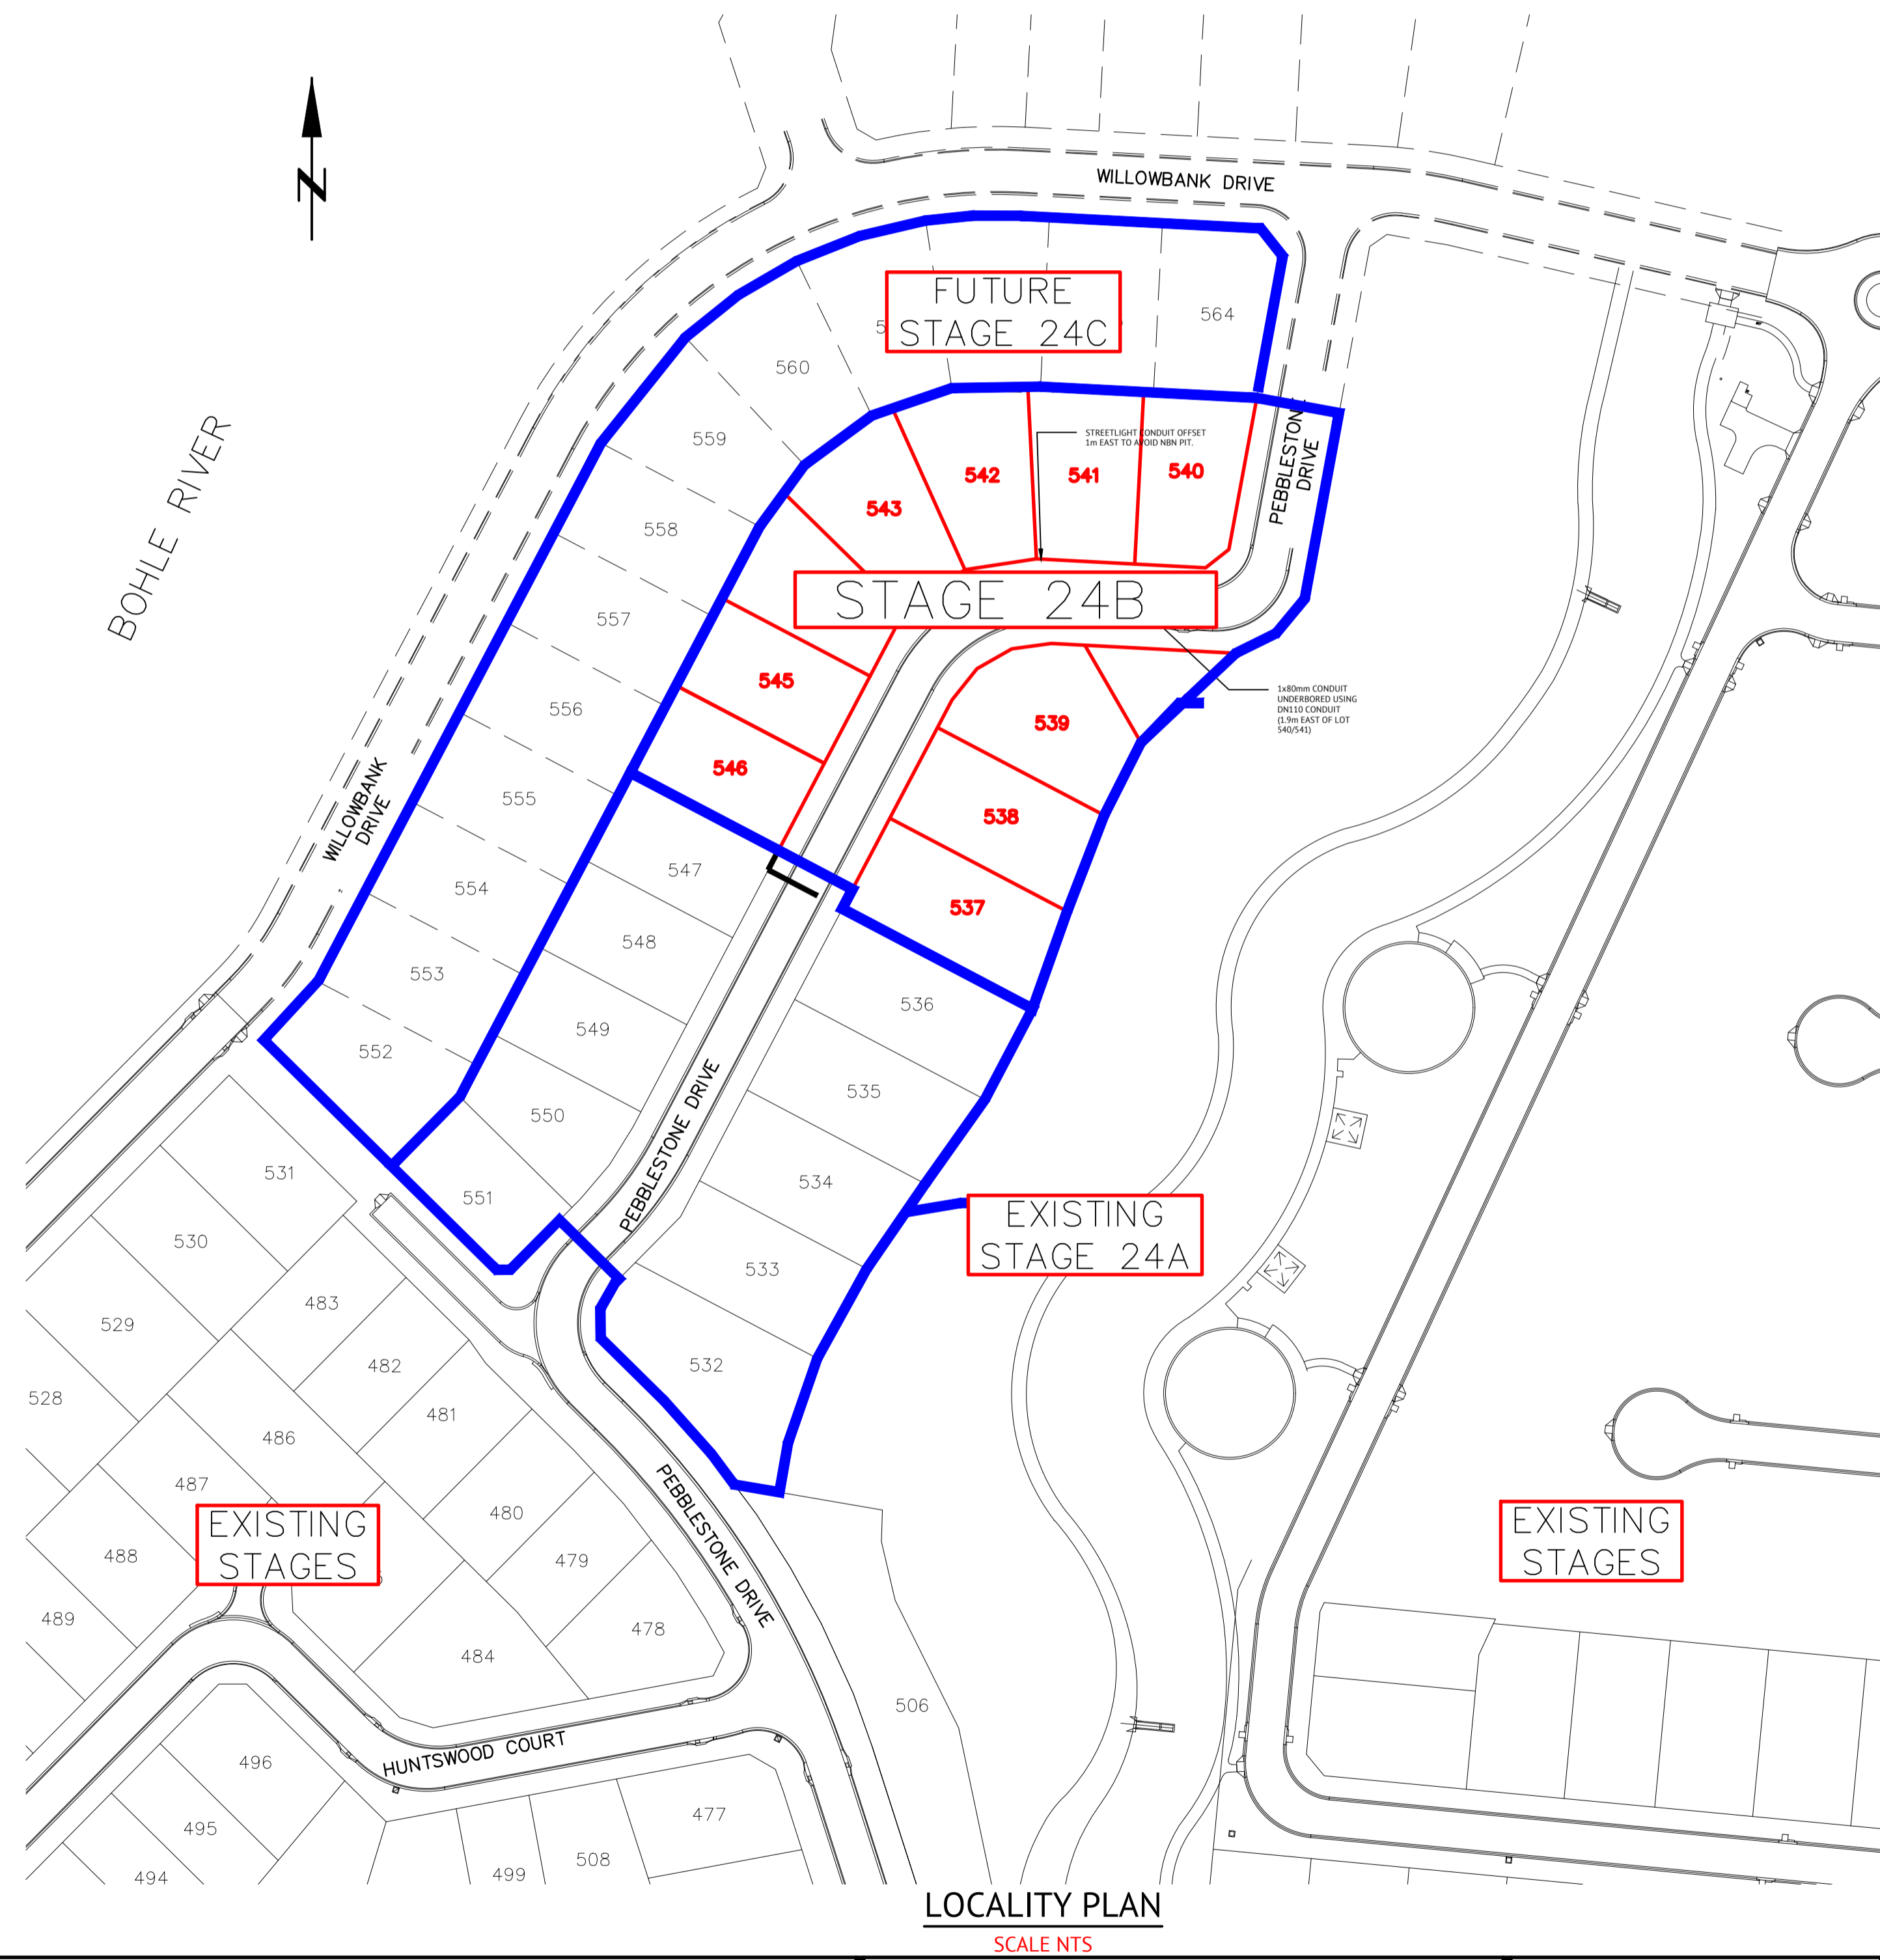 WILLOWBANK DRIVE
FUTURE
STAGE 24C
564
560
559
558
557
556
555
554
553
552
BOHLE RIVER
WILLOWBANK
DRIVE
PEBBLESTONE
DRIVE
STREETLIGHT CONDUIT OFFSET
1m EAST TO AVOID NBN PIT.
543
542
541
540
STAGE 24B
545
546
539
538
537
1x80mm CONDUIT
UNDERBORED USING
DN110 CONDUIT
(1.9m EAST OF LOT
540/541)
547
548
549
550
551
536
535
534
533
532
PEBBLESTONE DRIVE
EXISTING
STAGE 24A
531
530
529
528
483
482
481
486
487
488
489
480
479
478
484
EXISTING
STAGES
PEBBLESTONE DRIVE
EXISTING
STAGES
506
HUNTSWOOD COURT
496
495
494
499
508
477
LOCALITY PLAN
SCALE NTS
N